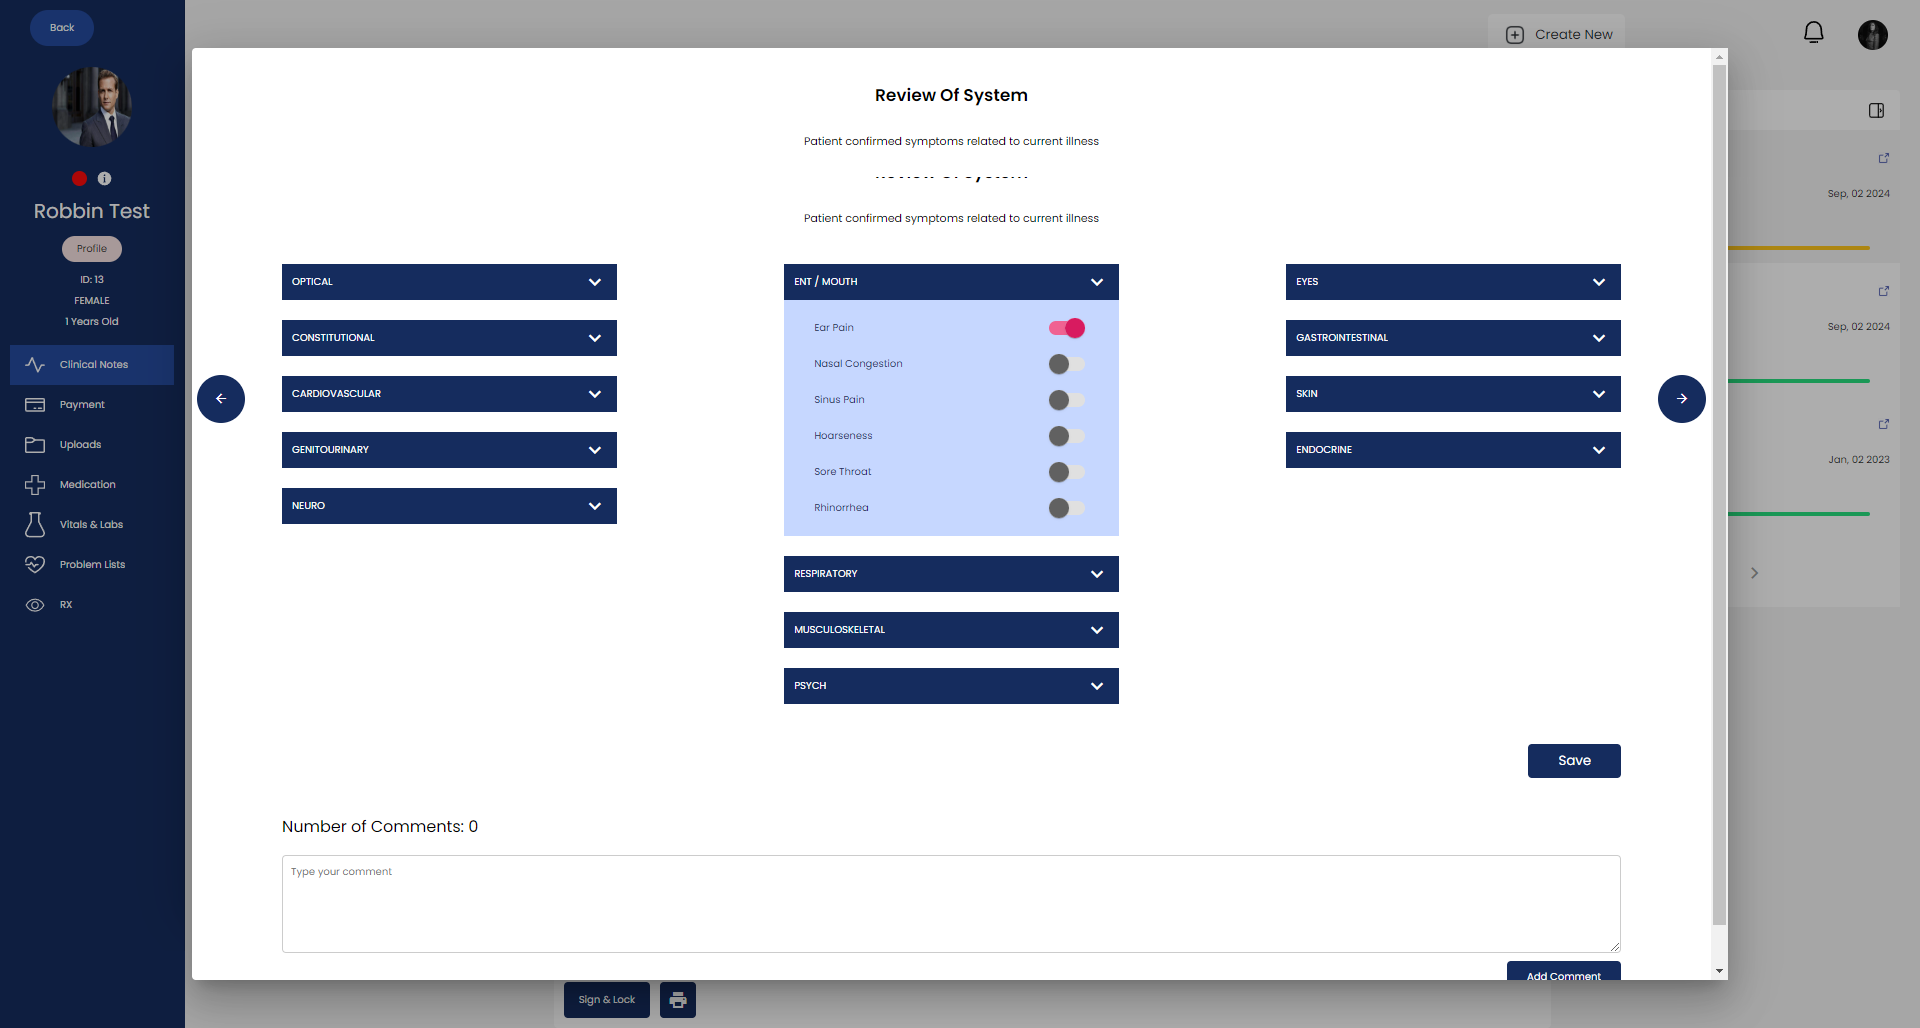 Back
Robbin Test
Profile
ID: 13
FEMALE
1 Years Old
Clinical Notes
Payment
Uploads
Medication
Vitals & Labs
Problem Lists
RX
Create New
Review Of System
Patient confirmed symptoms related to current illness
Review Of System
Patient confirmed symptoms related to current illness
OPTICAL
CONSTITUTIONAL
CARDIOVASCULAR
GENITOURINARY
NEURO
ENT / MOUTH
Ear Pain
Nasal Congestion
Sinus Pain
Hoarseness
Sore Throat
Rhinorrhea
RESPIRATORY
MUSCULOSKELETAL
PSYCH
EYES
GASTROINTESTINAL
SKIN
ENDOCRINE
Save
Number of Comments: 0
Type your comment
Add Comment
Sep, 02 2024
Sep, 02 2024
Jan, 02 2023
Sign & Lock